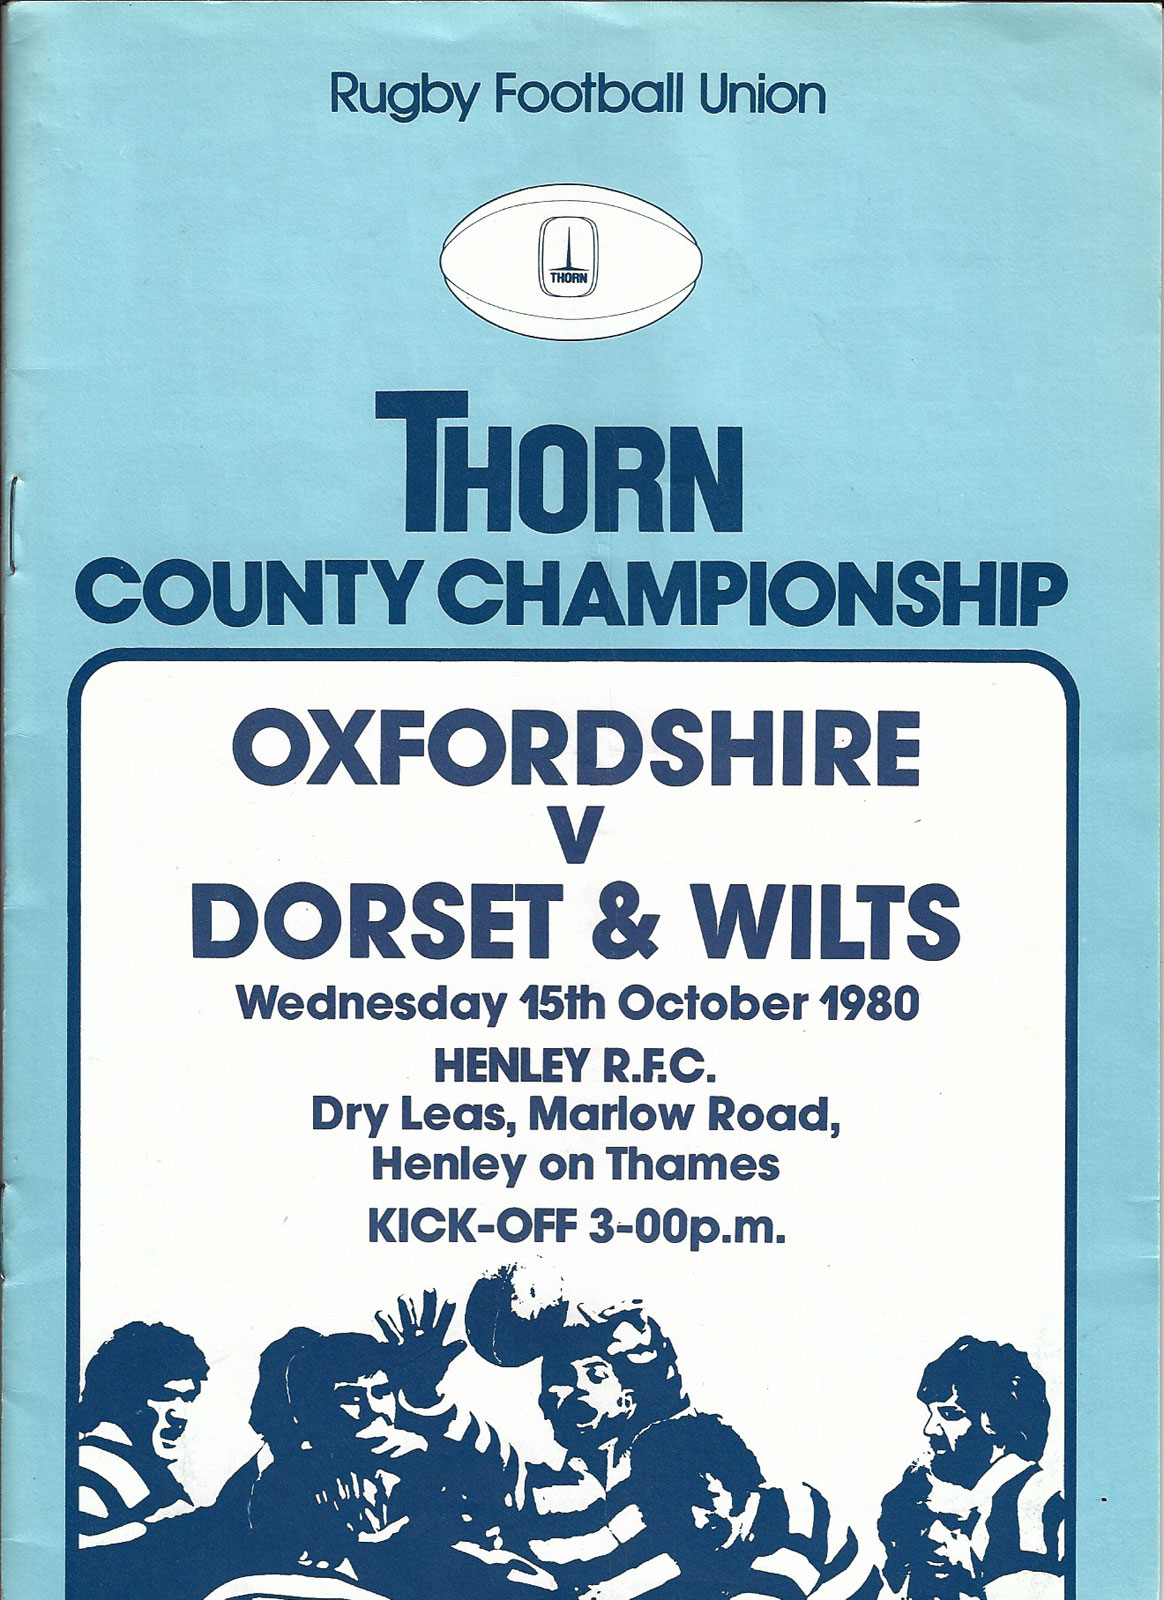 Rugby Football Union
THORN
THORN
COUNTY CHAMPIONSHIP
OXFORDSHIRE
V
DORSET & WILTS
Wednesday 15th October 1980
HENLEY R.F.C.
Dry Leas, Marlow Road,
Henley on Thames
KICK-OFF 3-00p.m.